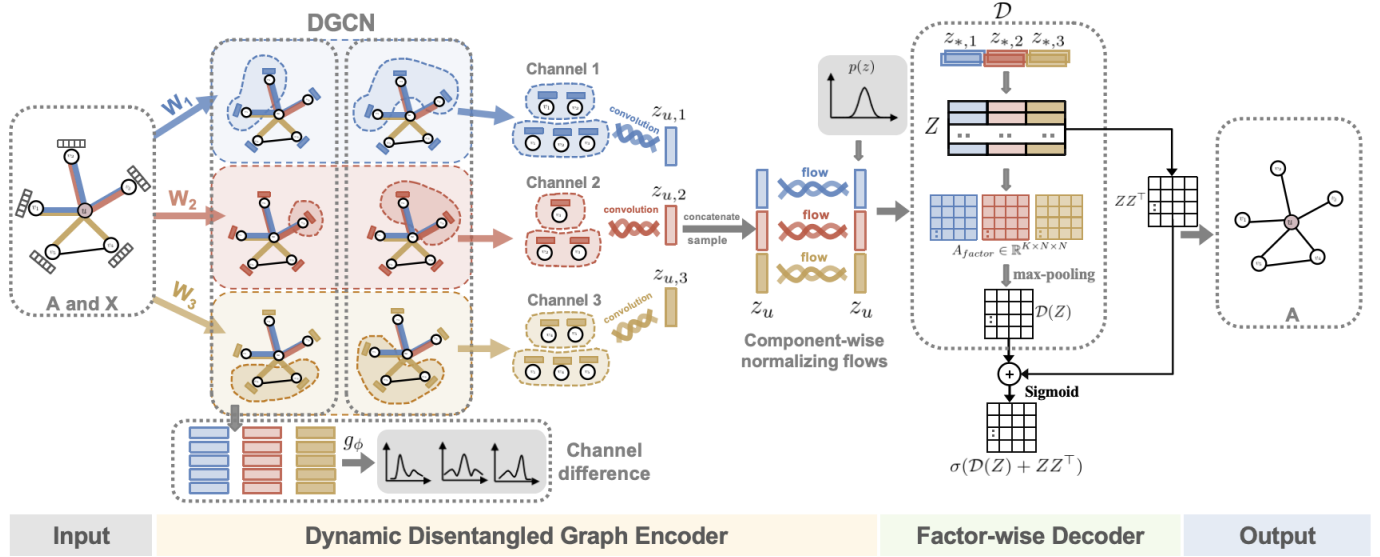 DGCN
W₁
W₂
W₃
A and X
Channel 1
Channel 2
Channel 3
convolution
convolution
convolution
z_{u,1}
z_{u,2}
z_{u,3}
concatenate
sample
flow
flow
flow
z_u
z_u
Component-wise
normalizing flows
p(z)
𝒟
z_{*,1} z_{*,2} z_{*,3}
Z
A_{factor} ∈ ℝ^{K×N×N}
max-pooling
𝒟(Z)
+
Sigmoid
σ(𝒟(Z) + ZZ^⊤)
ZZ^⊤
A
g_ϕ
Channel
difference
Input
Dynamic Disentangled Graph Encoder
Factor-wise Decoder
Output